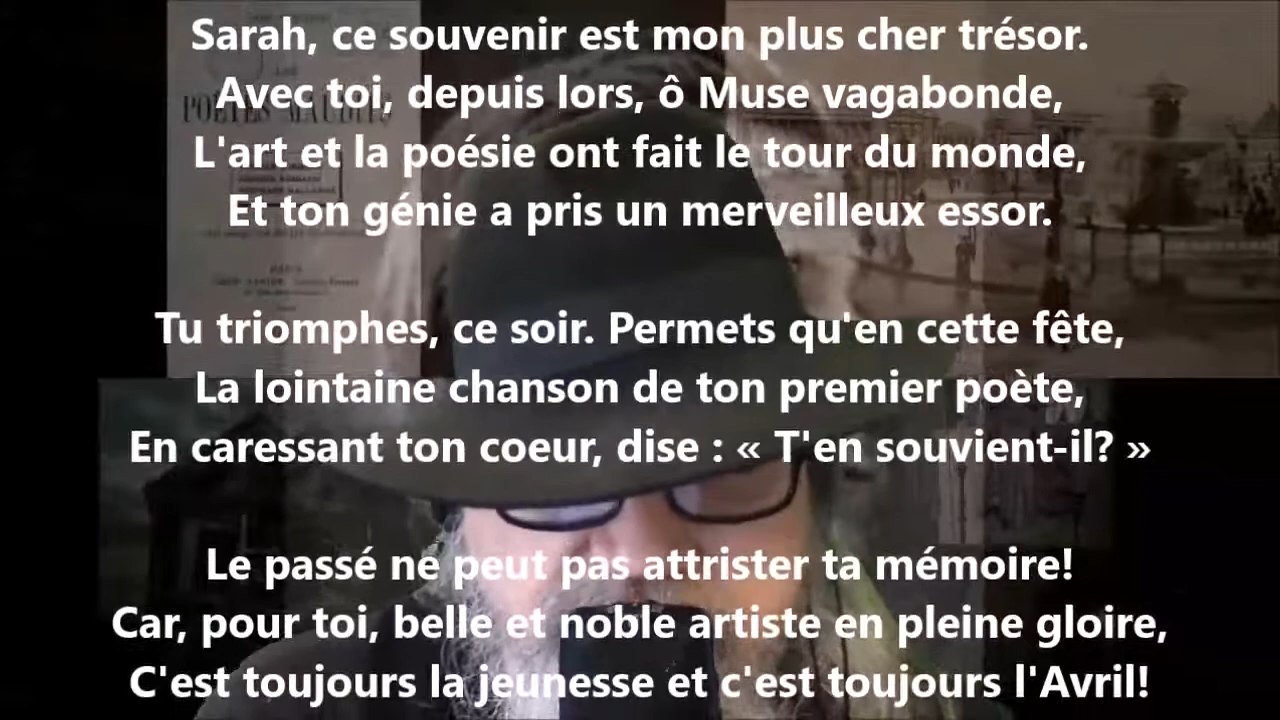 Sarah, ce souvenir est mon plus cher trésor.
Avec toi, depuis lors, ô Muse vagabonde,
L'art et la poésie ont fait le tour du monde,
Et ton génie a pris un merveilleux essor.
Tu triomphes, ce soir. Permets qu'en cette fête,
La lointaine chanson de ton premier poète,
En caressant ton coeur, dise : « T'en souvient-il? »
Le passé ne peut pas attrister ta mémoire!
Car, pour toi, belle et noble artiste en pleine gloire,
C'est toujours la jeunesse et c'est toujours l'Avril!
POÈTES MAUDITS
PARIS